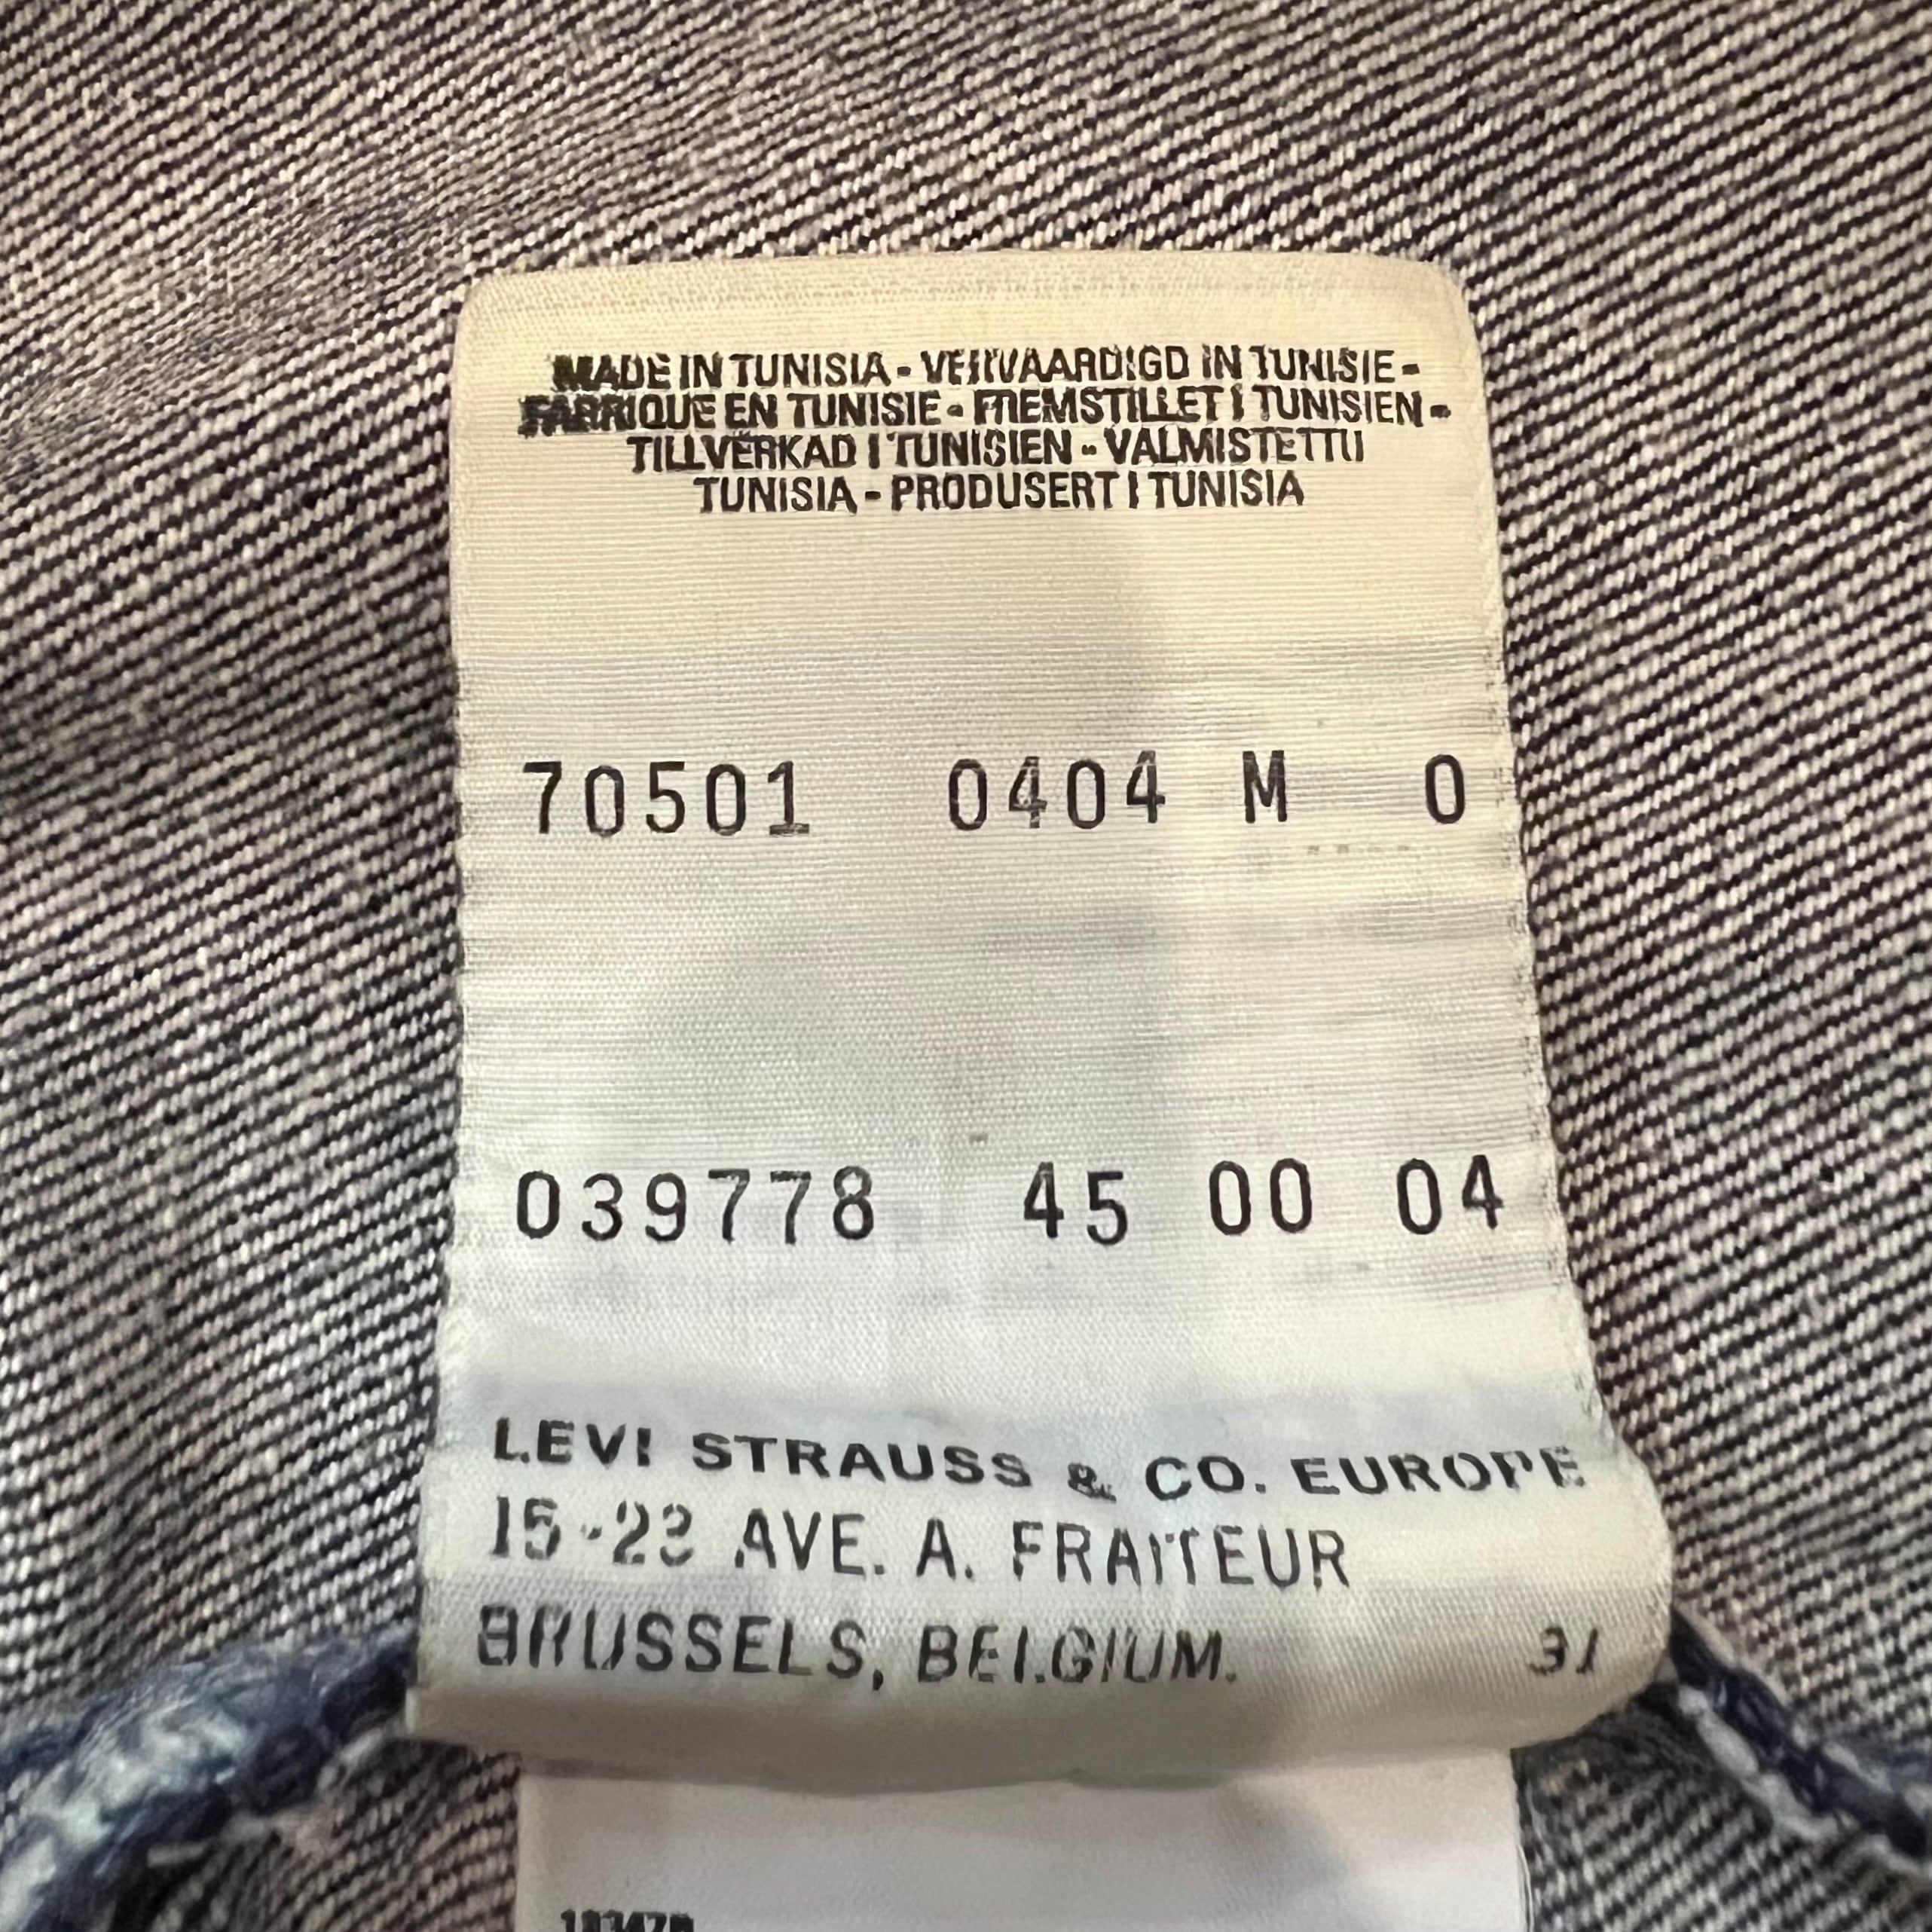 MADE IN TUNISIA - VERVAARDIGD IN TUNISIE -
FABRIQUE EN TUNISIE - FREMSTILLET I TUNISIEN -
TILLVERKAD I TUNISIEN - VALMISTETTU
TUNISIA - PRODUSERT I TUNISIA
70501 0404 M 0
039778 45 00 04
LEVI STRAUSS & CO. EUROPE
15-23 AVE. A. FRAITEUR
BRUSSELS, BELGIUM. 31